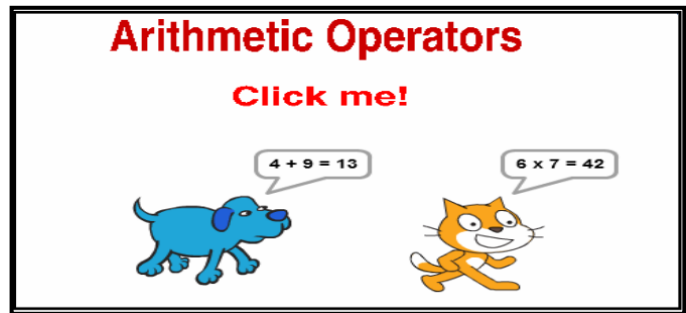 Arithmetic Operators
Click me!
4 + 9 = 13
6 x 7 = 42